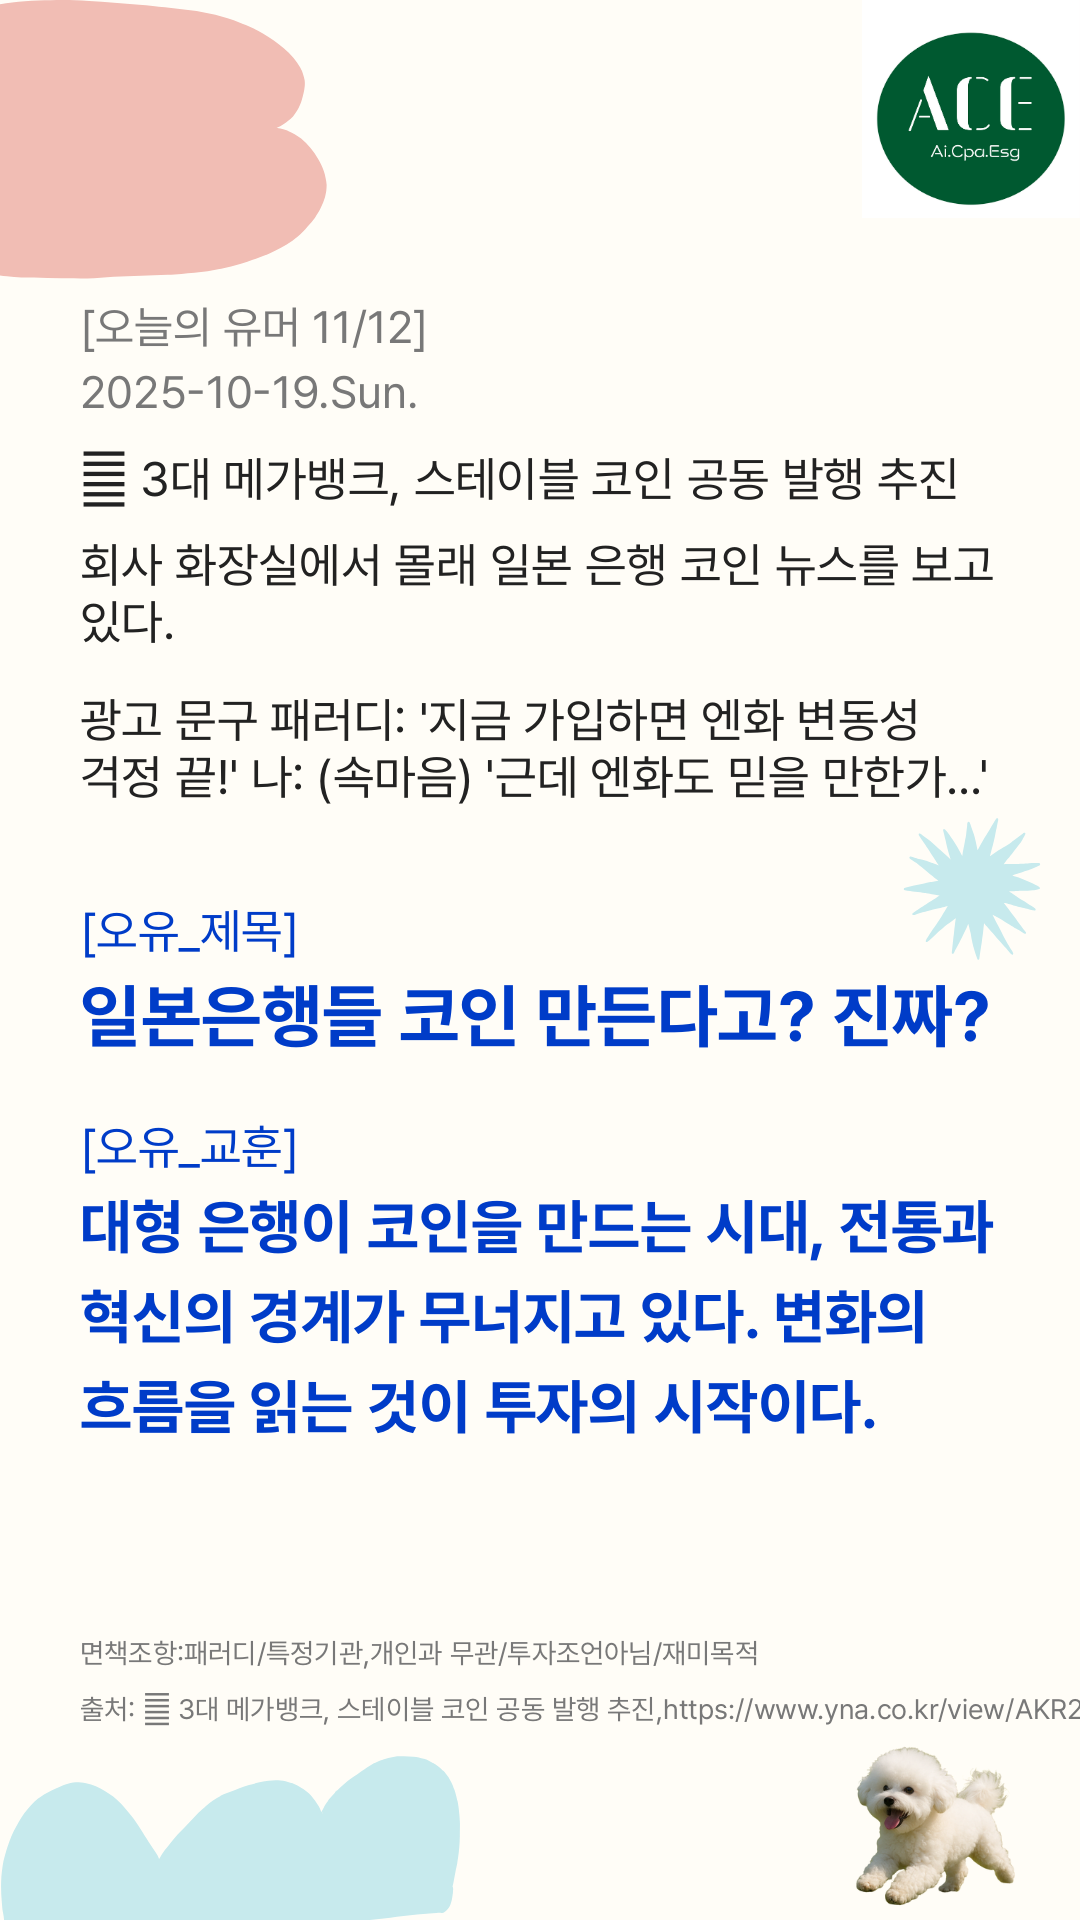 ACE
Ai.Cpa.Esg
[오늘의 유머 11/12]
2025-10-19.Sun.
3대 메가뱅크, 스테이블 코인 공동 발행 추진
회사 화장실에서 몰래 일본 은행 코인 뉴스를 보고
있다.
광고 문구 패러디: '지금 가입하면 엔화 변동성
걱정 끝!' 나: (속마음) '근데 엔화도 믿을 만한가...'
[오유_제목]
일본은행들 코인 만든다고? 진짜?
[오유_교훈]
대형 은행이 코인을 만드는 시대, 전통과
혁신의 경계가 무너지고 있다. 변화의
흐름을 읽는 것이 투자의 시작이다.
면책조항:패러디/특정기관,개인과 무관/투자조언아님/재미목적
출처: 3대 메가뱅크, 스테이블 코인 공동 발행 추진,https://www.yna.co.kr/view/AKR2